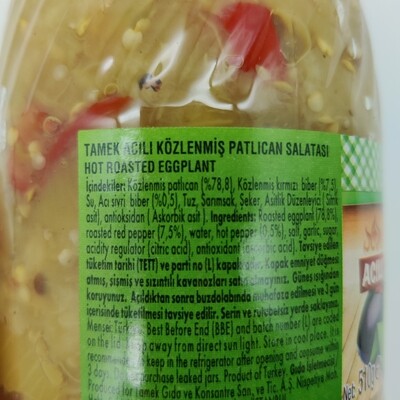 TAMEK ACILI KÖZLENMİŞ PATLICAN SALATASI
HOT ROASTED EGGPLANT
İçindekiler: Közlenmiş patlıcan (%78,8), Közlenmiş kırmızı biber (%7,5),
Su, Acı sivri biber (%0,5), Tuz, Sarımsak, Şeker, Asitlik Düzenleyici ( Sitrik
asit), antioksidan ( Askorbik asit ). Ingredients: Roasted eggplant (78,8%),
roasted red pepper (7,5%), water, hot pepper (0,5%), salt, garlic, sugar,
acidity regulator (citric acid), antioxidant (ascorbic acid). Tavsiye edilen
tüketim tarihi (TETT) ve parti no (L) kapaktadır. Kapak emniyet düğmesi
atmış, şişmiş ve sızıntılı kavanozları satın almayınız. Güneş ışığından
koruyunuz. Açıldıktan sonra buzdolabında muhafaza edilmesi ve 3 gün
içerisinde tüketilmesi tavsiye edilir. Serin ve rutubetsiz yerde saklayınız.
Menşei: Türkiye. Best Before End (BBE) and batch number (L) are coded
on the lid. Keep away from direct sun light. Store in cool place. It is
recommended to keep in the refrigerator after opening and consume within
3 days. purchase leaked jars. Product of Turkey.
Produced for Tamek Gıda ve Konsantre San. ve Tic. A.Ş.
ACILI
Net: 510